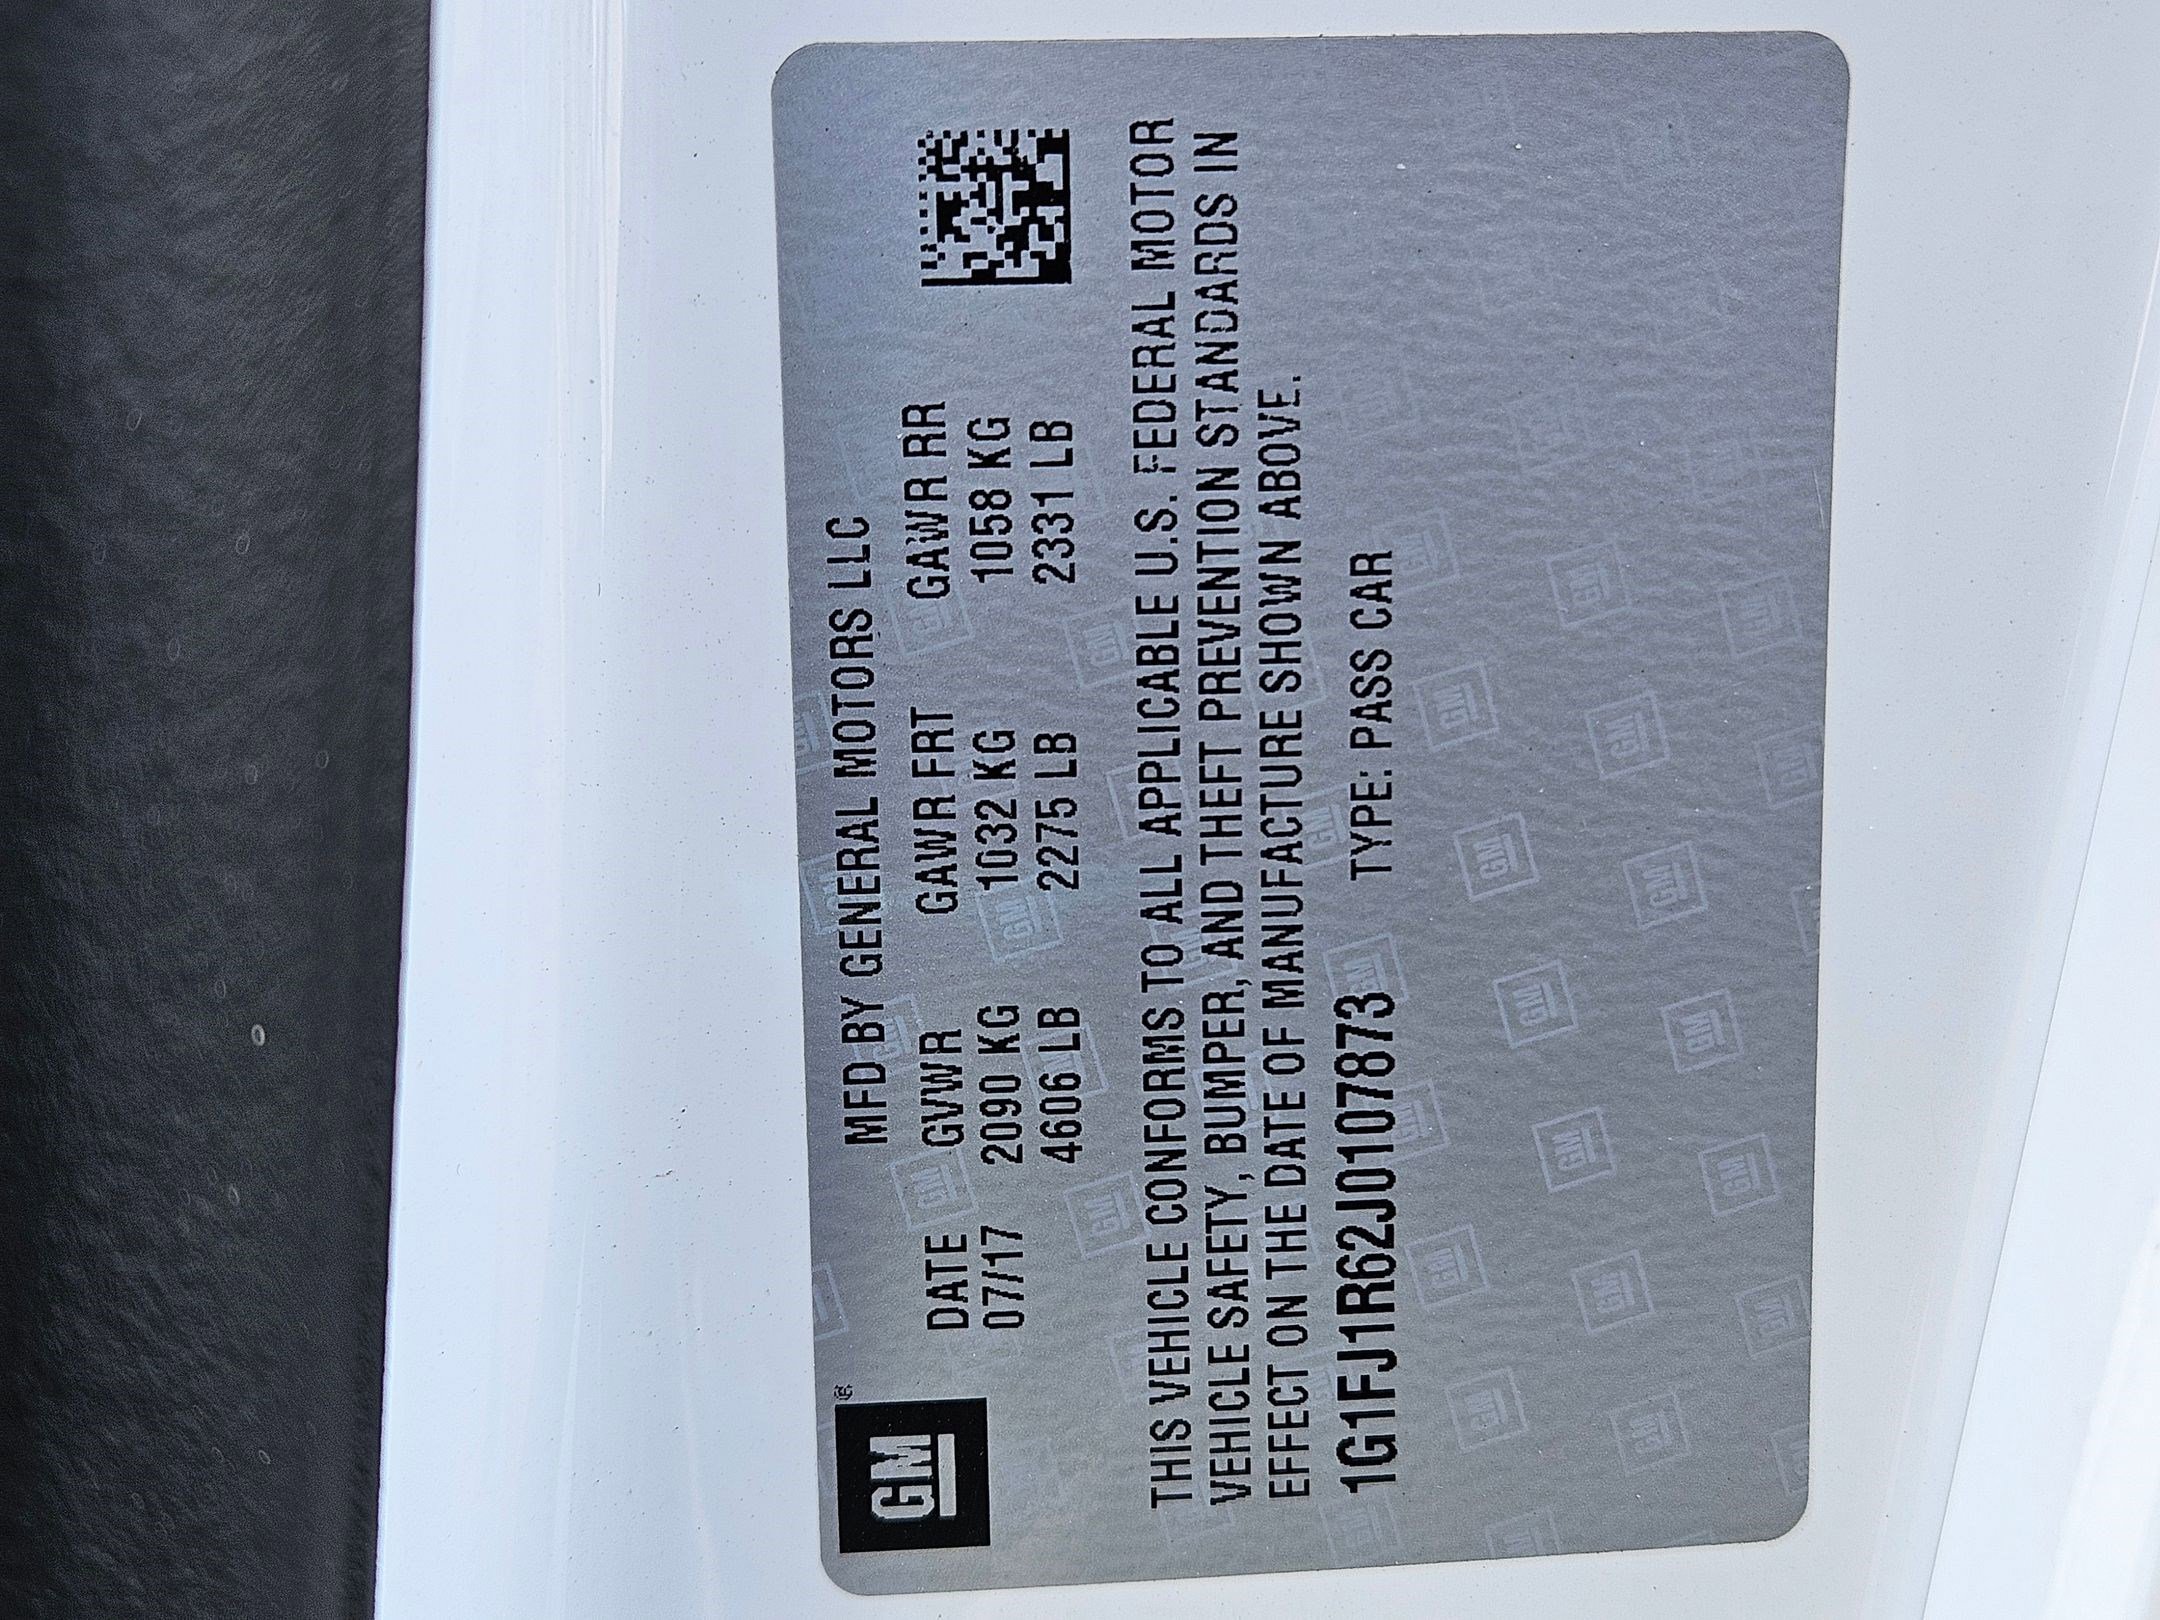 GM ®
MFD BY GENERAL MOTORS LLC
DATE GVWR GAWR FRT GAWR RR
07/17 2090 KG 1032 KG 1058 KG
4606 LB 2275 LB 2331 LB
THIS VEHICLE CONFORMS TO ALL APPLICABLE U.S. FEDERAL MOTOR
VEHICLE SAFETY, BUMPER, AND THEFT PREVENTION STANDARDS IN
EFFECT ON THE DATE OF MANUFACTURE SHOWN ABOVE.
1G1FJ1R62J0107873 TYPE: PASS CAR